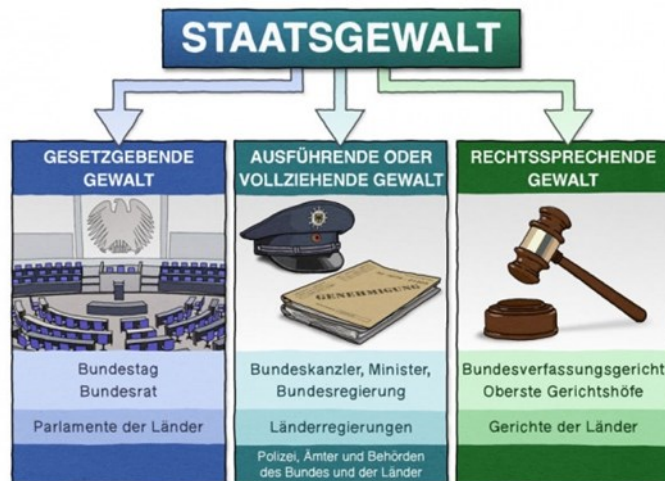 STAATSGEWALT
GESETZGEBENDE
GEWALT
Bundestag
Bundesrat
Parlamente der Länder
AUSFÜHRENDE ODER
VOLLZIEHENDE GEWALT
GENEHMIGUNG
Bundeskanzler, Minister,
Bundesregierung
Länderregierungen
Polizei, Ämter und Behörden
des Bundes und der Länder
RECHTSSPRECHENDE
GEWALT
Bundesverfassungsgericht
Oberste Gerichtshöfe
Gerichte der Länder